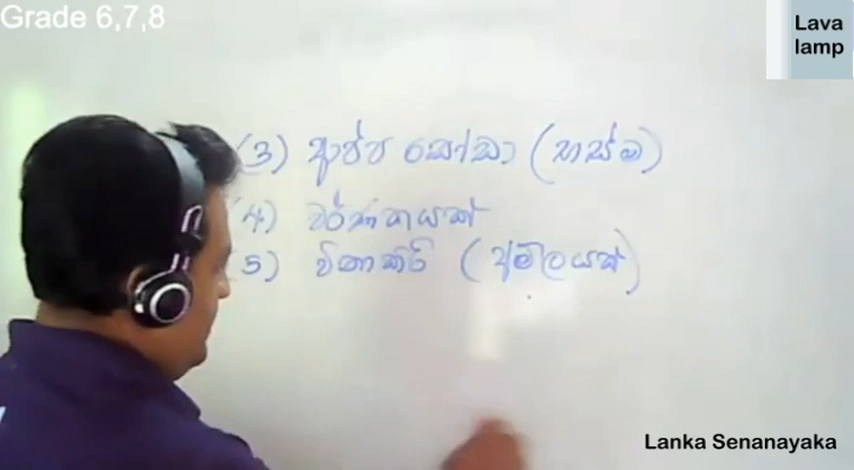 Grade 6,7,8
Lava
lamp
(3) ආප්ප සෝඩා (භස්ම)
(4) වර්ණකයක්
(5) විනාකිරි (අම්ලයක්)
Lanka Senanayaka